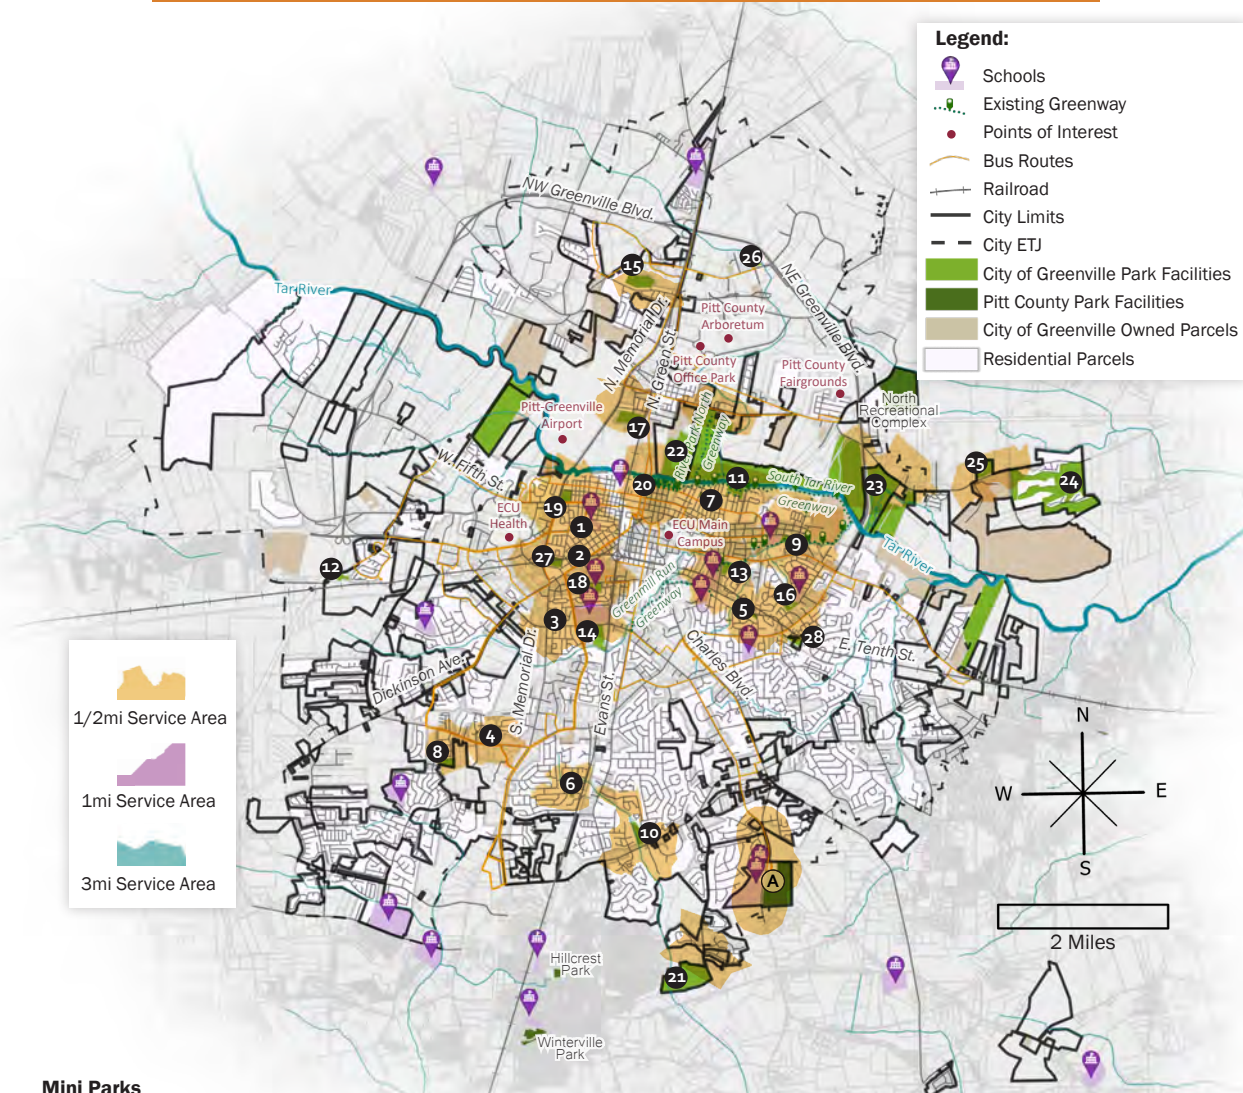 Legend:
Schools
Existing Greenway
Points of Interest
Bus Routes
Railroad
City Limits
City ETJ
City of Greenville Park Facilities
Pitt County Park Facilities
City of Greenville Owned Parcels
Residential Parcels
NW Greenville Blvd.
26
15
NE Greenville Blvd.
Tar River
N. Memorial Dr.
Pitt County
Arboretum
N. Green St.
Pitt County
Office Park
Pitt County
Fairgrounds
North
Recreational
Complex
Pitt-Greenville
Airport
17
River Park North
Greenway
22
W. Fifth St.
25
24
20
11
South Tar River
Greenway
23
7
19
ECU
Health
1
ECU Main
Campus
9
Tar River
27
2
12
18
13
16
Greenmill Run
Greenway
5
3
14
28
E. Tenth St.
Charles Blvd.
Dickinson Ave.
S. Memorial Dr.
Evans St.
1/2mi Service Area
1mi Service Area
3mi Service Area
4
8
6
10
A
21
N
W
E
S
2 Miles
Hillcrest
Park
Winterville
Park
Mini Parks